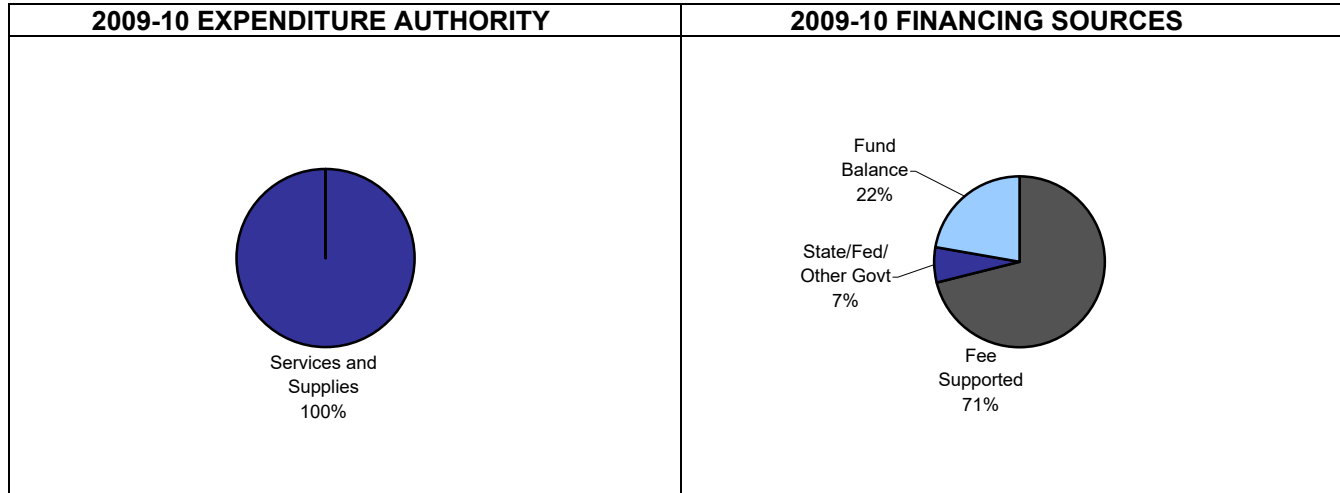 2009-10 EXPENDITURE AUTHORITY
Services and
Supplies
100%
2009-10 FINANCING SOURCES
Fund
Balance
22%
State/Fed/
Other Govt
7%
Fee
Supported
71%